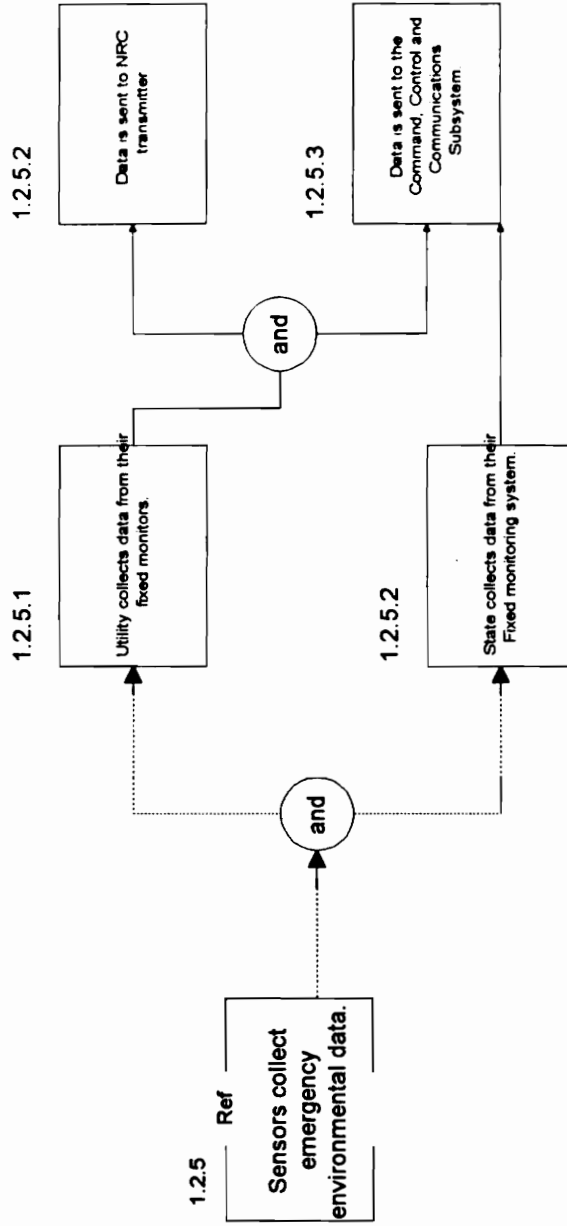 1.2.5
Ref
Sensors collect
emergency
environmental data.
and
1.2.5.1
Utility collects data from their
fixed monitors.
1.2.5.2
State collects data from their
Fixed monitoring system.
and
1.2.5.2
Data is sent to NRC
transmitter
1.2.5.3
Data is sent to the
Command, Control and
Communications
Subsystem.